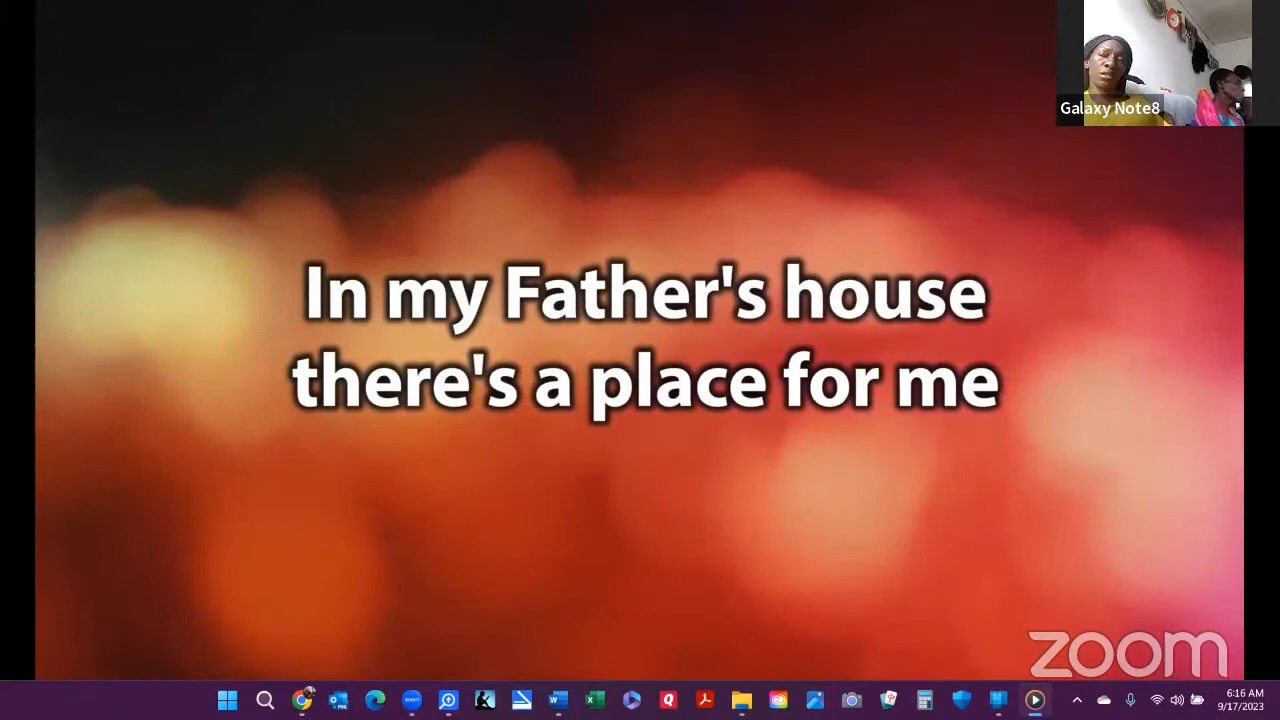 Galaxy Note8
In my Father's house
there's a place for me
zoom
6:16 AM
9/17/2023